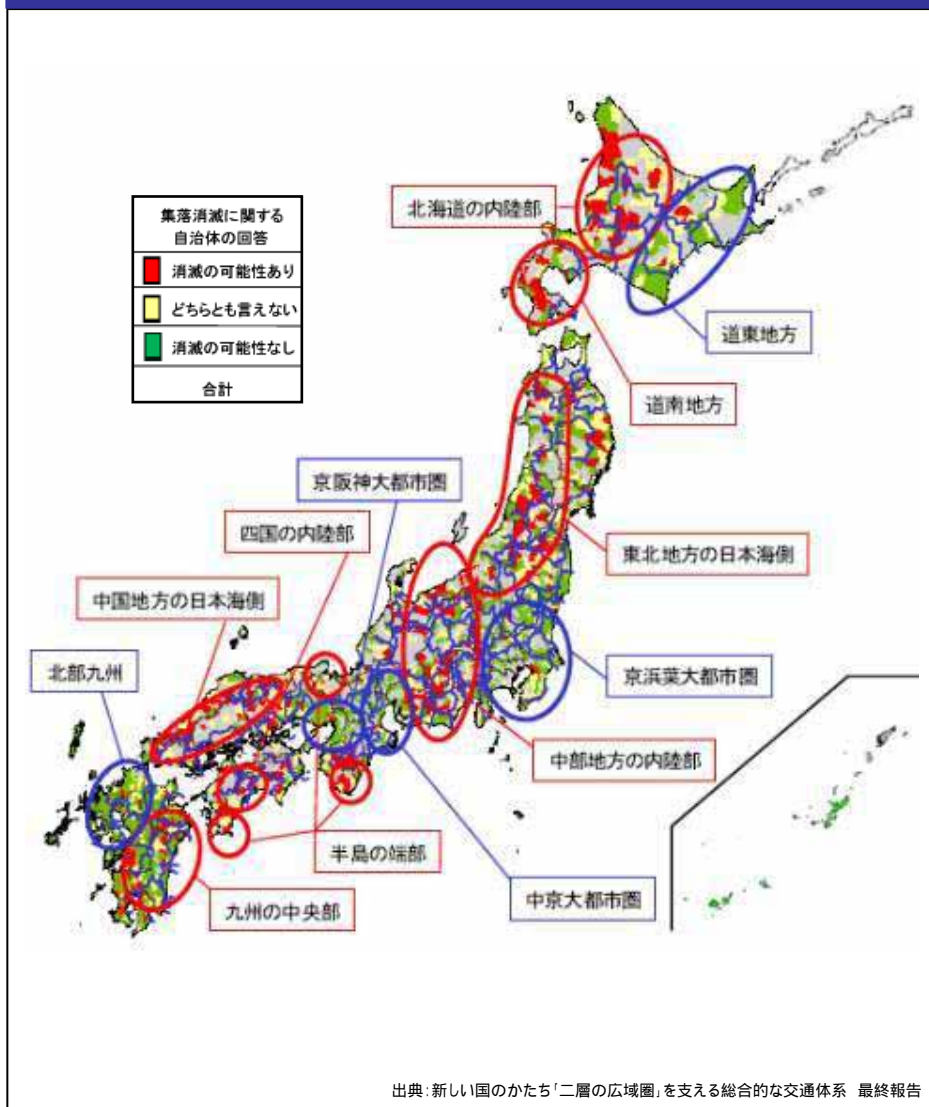 集落消滅に関する
自治体の回答
消滅の可能性あり
どちらとも言えない
消滅の可能性なし
合計
北海道の内陸部
道東地方
道南地方
京阪神大都市圏
四国の内陸部
東北地方の日本海側
中国地方の日本海側
北部九州
京浜葉大都市圏
中部地方の内陸部
半島の端部
中京大都市圏
九州の中央部
出典:新しい国のかたち「二層の広域圏」を支える総合的な交通体系 最終報告